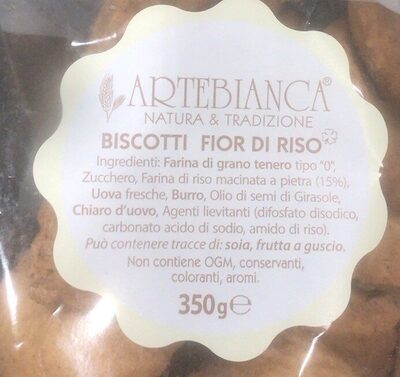 ARTEBIANCA®
NATURA & TRADIZIONE
BISCOTTI FIOR DI RISO
Ingredienti: Farina di grano tenero tipo "0",
Zucchero, Farina di riso macinata a pietra (15%),
Uova fresche, Burro, Olio di semi di Girasole,
Chiaro d'uovo, Agenti lievitanti (difosfato disodico,
carbonato acido di sodio, amido di riso).
Può contenere tracce di: soia, frutta a guscio.
Non contiene OGM, conservanti,
coloranti, aromi.
350g℮